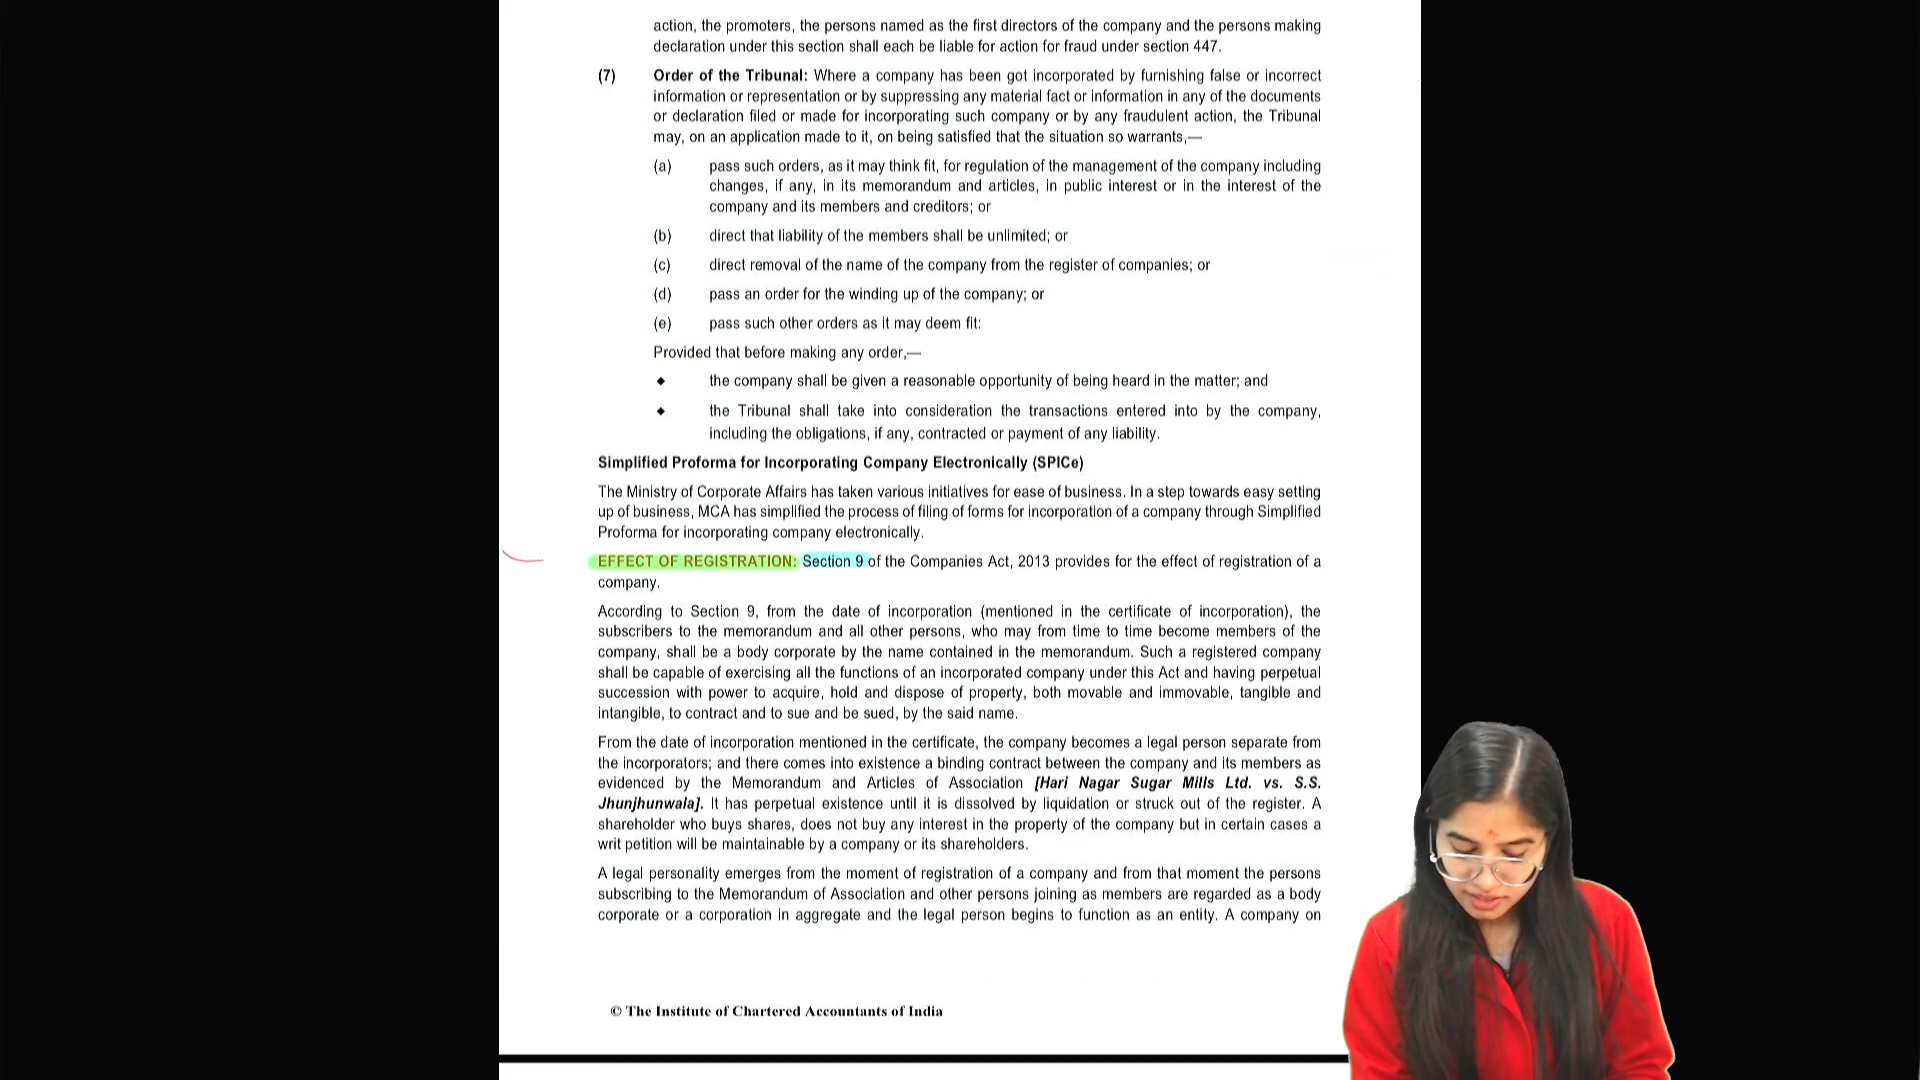 action, the promoters, the persons named as the first directors of the company and the persons making
declaration under this section shall each be liable for action for fraud under section 447.
(7) Order of the Tribunal: Where a company has been got incorporated by furnishing false or incorrect
information or representation or by suppressing any material fact or information in any of the documents
or declaration filed or made for incorporating such company or by any fraudulent action, the Tribunal
may, on an application made to it, on being satisfied that the situation so warrants,—
(a) pass such orders, as it may think fit, for regulation of the management of the company including
changes, if any, in its memorandum and articles, in public interest or in the interest of the
company and its members and creditors; or
(b) direct that liability of the members shall be unlimited; or
(c) direct removal of the name of the company from the register of companies; or
(d) pass an order for the winding up of the company; or
(e) pass such other orders as it may deem fit:
Provided that before making any order,—
◆ the company shall be given a reasonable opportunity of being heard in the matter; and
◆ the Tribunal shall take into consideration the transactions entered into by the company,
including the obligations, if any, contracted or payment of any liability.
Simplified Proforma for Incorporating Company Electronically (SPICe)
The Ministry of Corporate Affairs has taken various initiatives for ease of business. In a step towards easy setting
up of business, MCA has simplified the process of filing of forms for incorporation of a company through Simplified
Proforma for incorporating company electronically.
EFFECT OF REGISTRATION: Section 9 of the Companies Act, 2013 provides for the effect of registration of a
company.
According to Section 9, from the date of incorporation (mentioned in the certificate of incorporation), the
subscribers to the memorandum and all other persons, who may from time to time become members of the
company, shall be a body corporate by the name contained in the memorandum. Such a registered company
shall be capable of exercising all the functions of an incorporated company under this Act and having perpetual
succession with power to acquire, hold and dispose of property, both movable and immovable, tangible and
intangible, to contract and to sue and be sued, by the said name.
From the date of incorporation mentioned in the certificate, the company becomes a legal person separate from
the incorporators; and there comes into existence a binding contract between the company and its members as
evidenced by the Memorandum and Articles of Association [Hari Nagar Sugar Mills Ltd. vs. S.S.
Jhunjhunwala]. It has perpetual existence until it is dissolved by liquidation or struck out of the register. A
shareholder who buys shares, does not buy any interest in the property of the company but in certain cases a
writ petition will be maintainable by a company or its shareholders.
A legal personality emerges from the moment of registration of a company and from that moment the persons
subscribing to the Memorandum of Association and other persons joining as members are regarded as a body
corporate or a corporation in aggregate and the legal person begins to function as an entity. A company on
© The Institute of Chartered Accountants of India